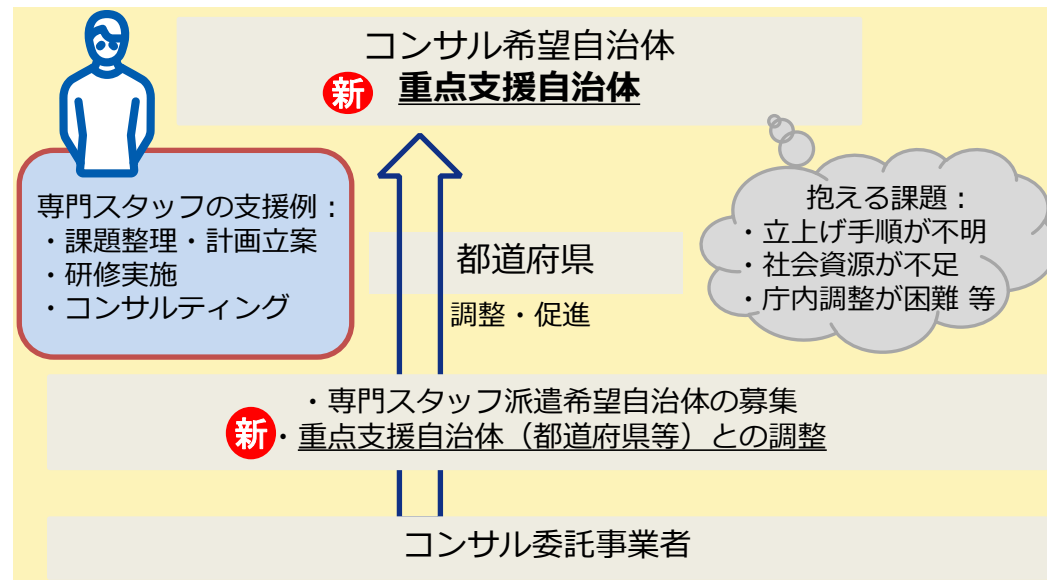 コンサル希望自治体
新 重点支援自治体
専門スタッフの支援例：
・課題整理・計画立案
・研修実施
・コンサルティング
都道府県
調整・促進
抱える課題：
・立上げ手順が不明
・社会資源が不足
・庁内調整が困難 等
・専門スタッフ派遣希望自治体の募集
新・重点支援自治体（都道府県等）との調整
コンサル委託事業者